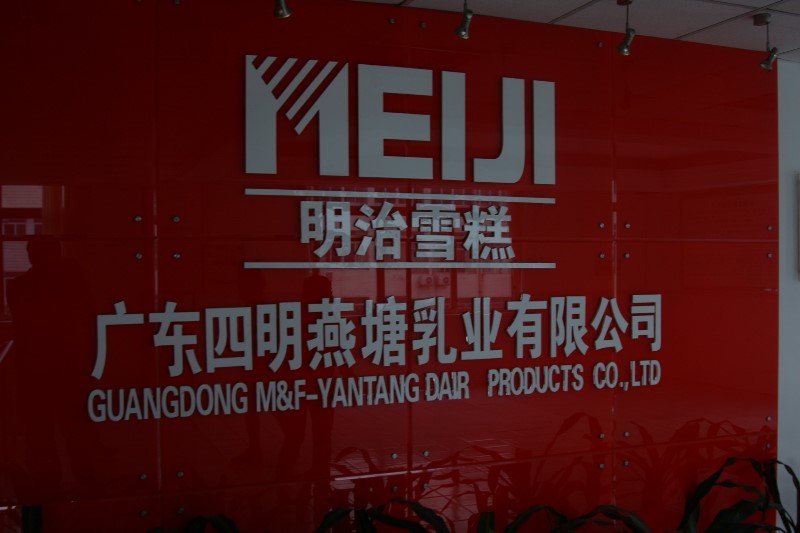 MEIJI
明治雪糕
广东四明燕塘乳业有限公司
GUANGDONG M&F-YANTANG DAIR PRODUCTS CO.,LTD